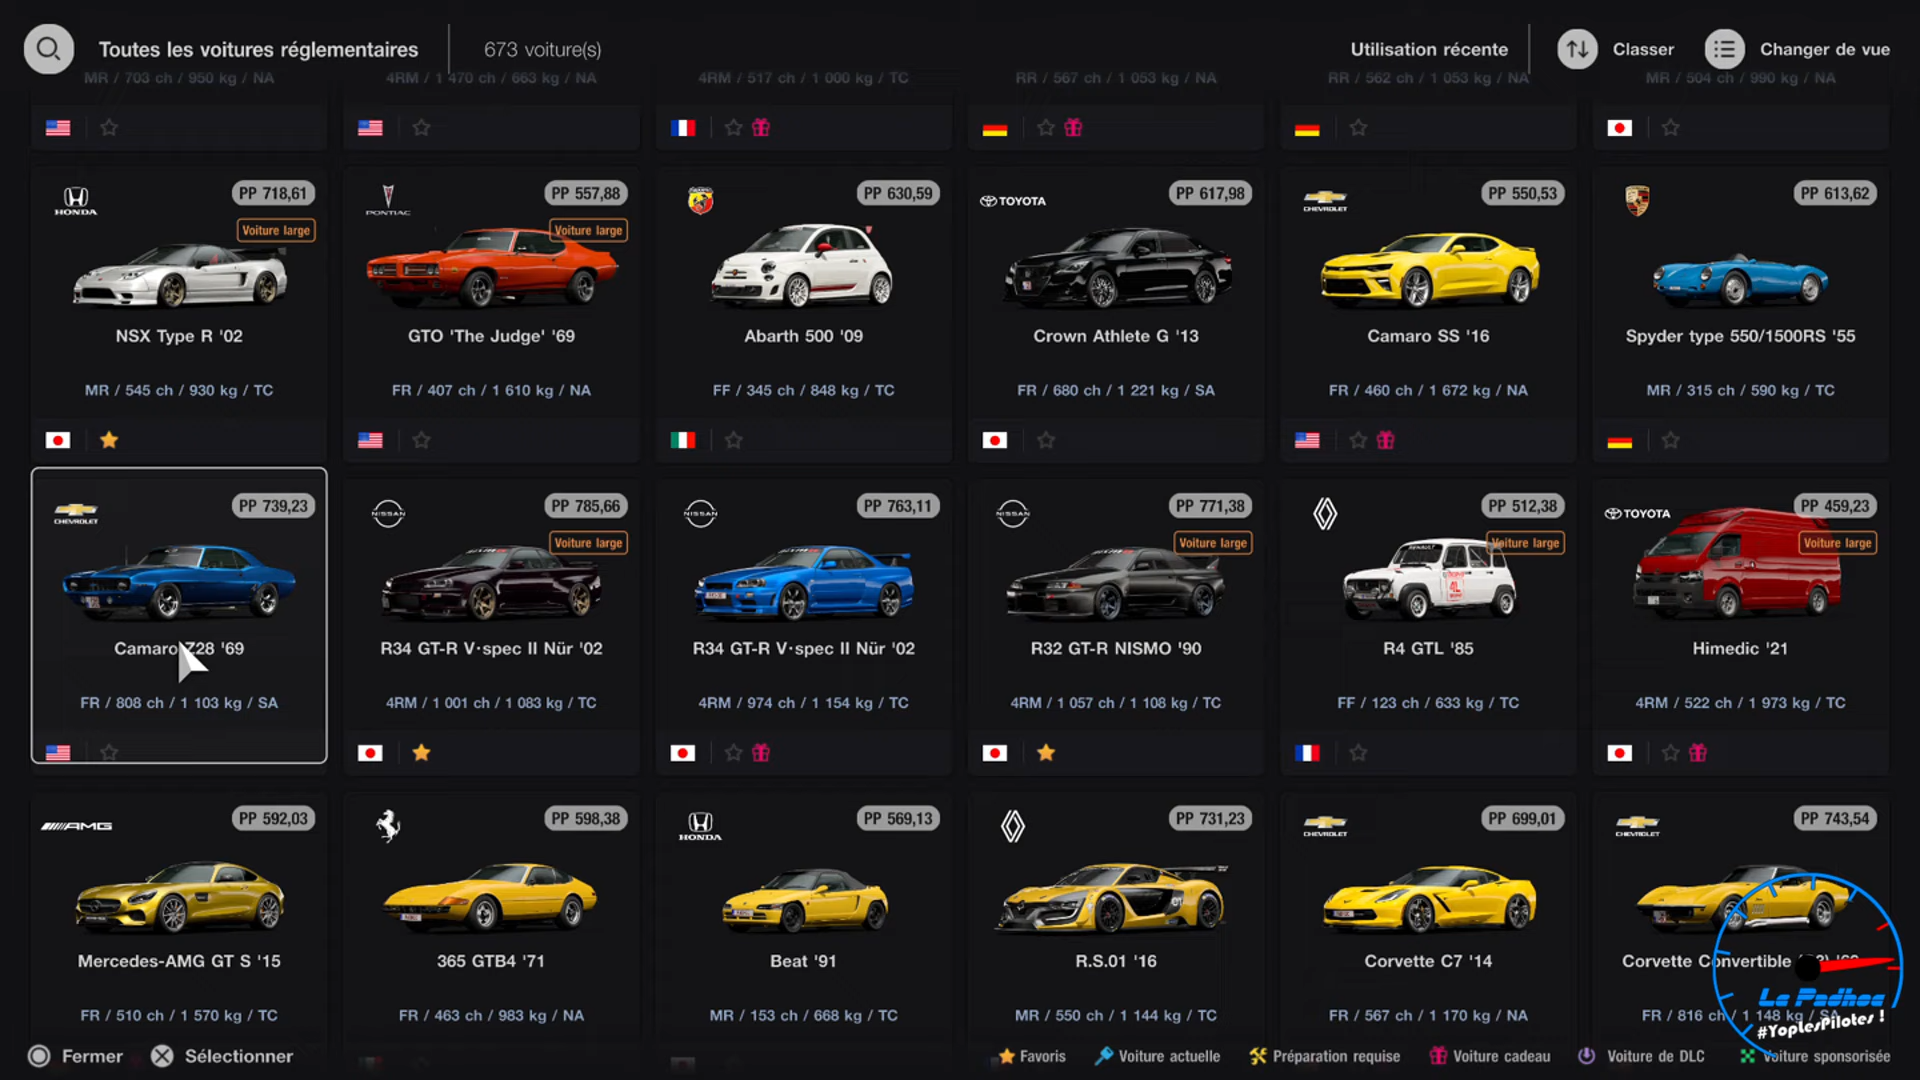 Toutes les voitures réglementaires
673 voiture(s)
Utilisation récente
Classer
Changer de vue
MR / 703 ch / 950 kg / NA
4RM / 1 470 ch / 663 kg / NA
4RM / 517 ch / 1 000 kg / TC
RR / 567 ch / 1 053 kg / NA
RR / 562 ch / 1 053 kg / NA
MR / 504 ch / 990 kg / NA
HONDA
PP 718,61
Voiture large
NSX Type R '02
MR / 545 ch / 930 kg / TC
PONTIAC
PP 557,88
Voiture large
GTO 'The Judge' '69
FR / 407 ch / 1 610 kg / NA
PP 630,59
Abarth 500 '09
FF / 345 ch / 848 kg / TC
TOYOTA
PP 617,98
Crown Athlete G '13
FR / 680 ch / 1 221 kg / SA
CHEVROLET
PP 550,53
Camaro SS '16
FR / 460 ch / 1 672 kg / NA
PP 613,62
Spyder type 550/1500RS '55
MR / 315 ch / 590 kg / TC
CHEVROLET
PP 739,23
Camaro Z28 '69
FR / 808 ch / 1 103 kg / SA
NISSAN
PP 785,66
Voiture large
R34 GT-R V·spec II Nür '02
4RM / 1 001 ch / 1 083 kg / TC
NISSAN
PP 763,11
R34 GT-R V·spec II Nür '02
4RM / 974 ch / 1 154 kg / TC
NISSAN
PP 771,38
Voiture large
R32 GT-R NISMO '90
4RM / 1 057 ch / 1 108 kg / TC
PP 512,38
Voiture large
R4 GTL '85
FF / 123 ch / 633 kg / TC
TOYOTA
PP 459,23
Voiture large
Himedic '21
4RM / 522 ch / 1 973 kg / TC
AMG
PP 592,03
Mercedes-AMG GT S '15
FR / 510 ch / 1 570 kg / TC
PP 598,38
365 GTB4 '71
FR / 463 ch / 983 kg / NA
HONDA
PP 569,13
Beat '91
MR / 153 ch / 668 kg / TC
PP 731,23
R.S.01 '16
MR / 550 ch / 1 144 kg / TC
CHEVROLET
PP 699,01
Corvette C7 '14
FR / 567 ch / 1 170 kg / NA
CHEVROLET
PP 743,54
Corvette Convertible
FR / 816 ch / 1 148 kg / SA
La Padhoa
#YoplesPilotes !
Fermer
Sélectionner
Favoris
Voiture actuelle
Préparation requise
Voiture cadeau
Voiture de DLC
Voiture sponsorisée